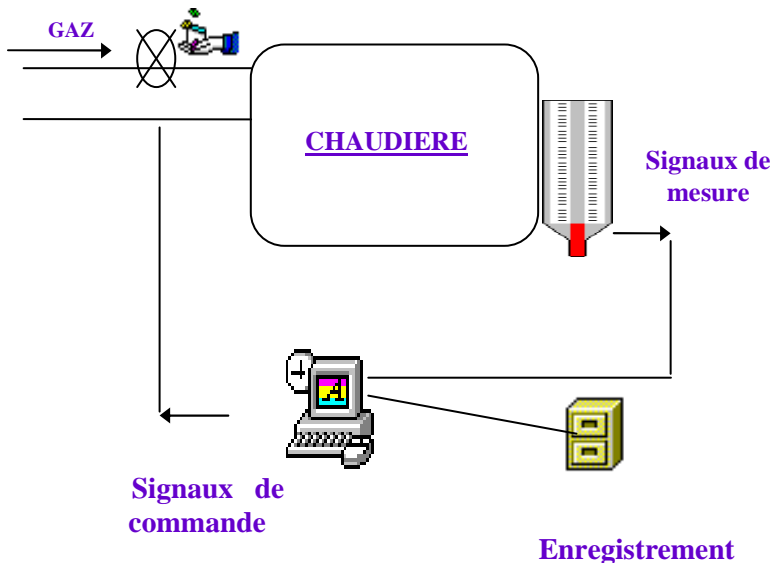 GAZ
CHAUDIERE
Signaux de
mesure
Signaux de
commande
Enregistrement